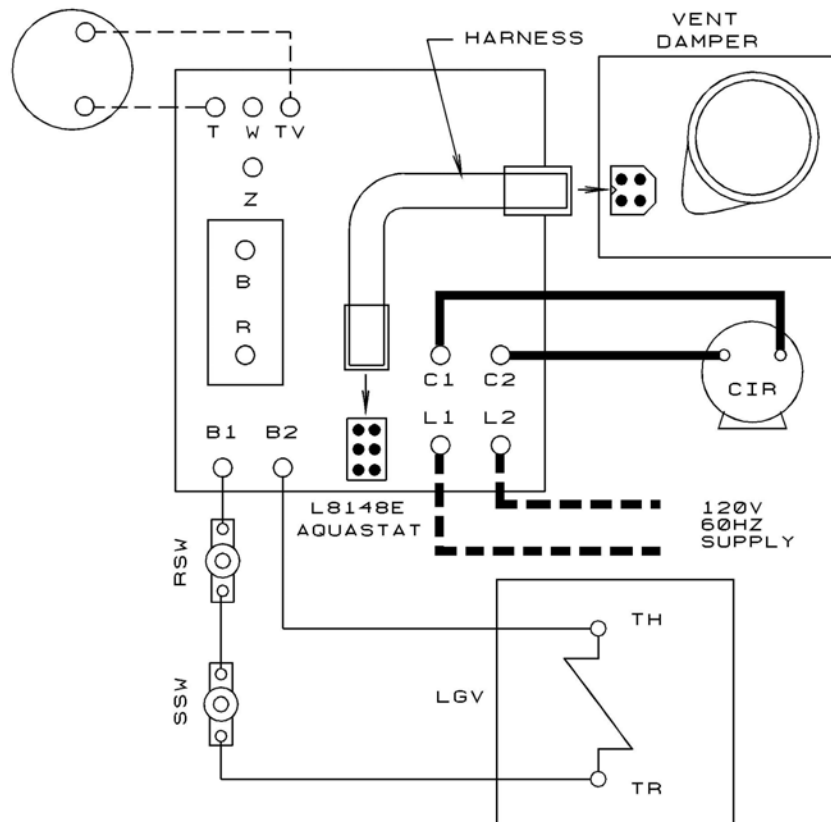 HARNESS
VENT
DAMPER
T W TV
Z
B
R
C1 C2
CIR
L1 L2
B1 B2
L8148E
AQUASTAT
120V
60HZ
SUPPLY
RSW
SSW
LGV
TH
TR